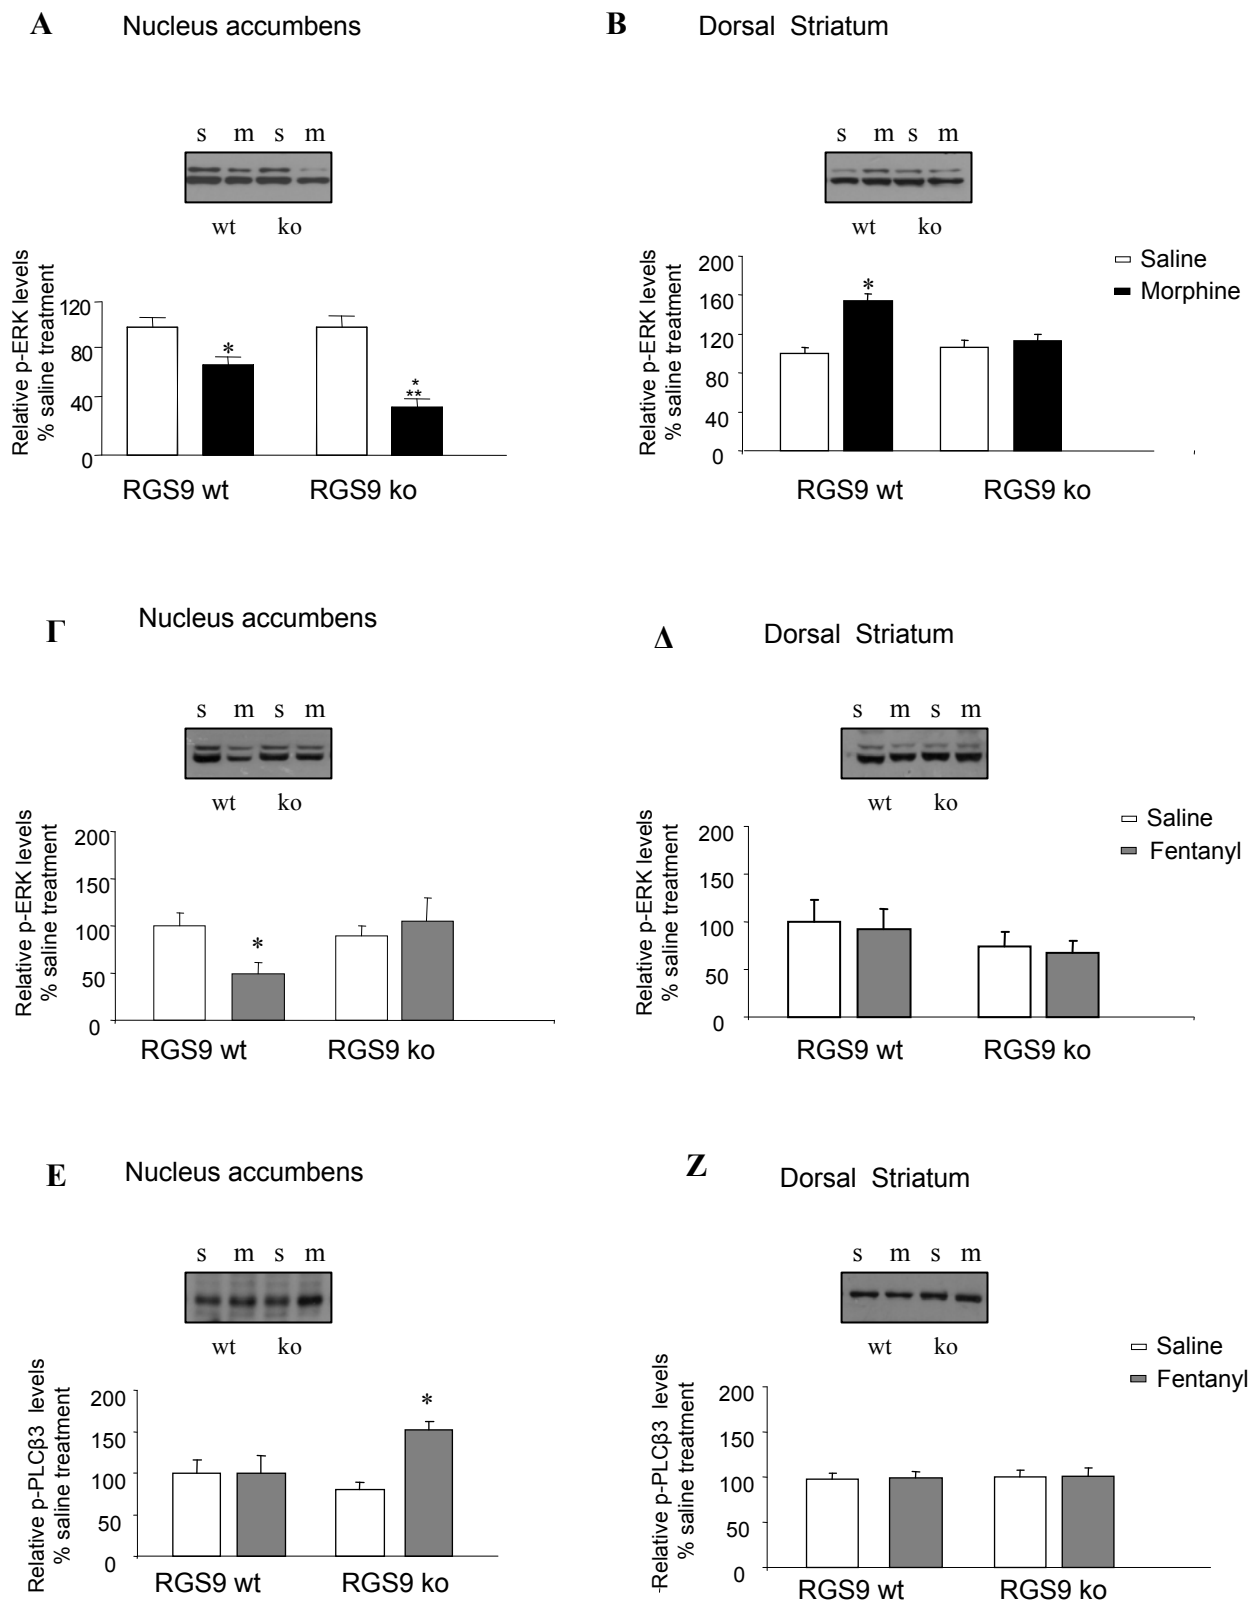 A Nucleus accumbens
s m s m
wt ko
Relative p-ERK levels
% saline treatment
120
80
40
0
*
*
**
RGS9 wt RGS9 ko
B Dorsal Striatum
s m s m
wt ko
Relative p-ERK levels
% saline treatment
200
160
120
80
40
0
*
Saline
Morphine
RGS9 wt RGS9 ko
Γ Nucleus accumbens
s m s m
wt ko
Relative p-ERK levels
% saline treatment
200
150
100
50
0
*
RGS9 wt RGS9 ko
Δ Dorsal Striatum
s m s m
wt ko
Relative p-ERK levels
% saline treatment
200
150
100
50
0
Saline
Fentanyl
RGS9 wt RGS9 ko
E Nucleus accumbens
s m s m
wt ko
Relative p-PLCβ3 levels
% saline treatment
200
150
100
50
0
*
RGS9 wt RGS9 ko
Z Dorsal Striatum
s m s m
wt ko
-Relative p-PLCβ3 levels
% saline treatment
200
150
100
50
0
Saline
Fentanyl
RGS9 wt RGS9 ko